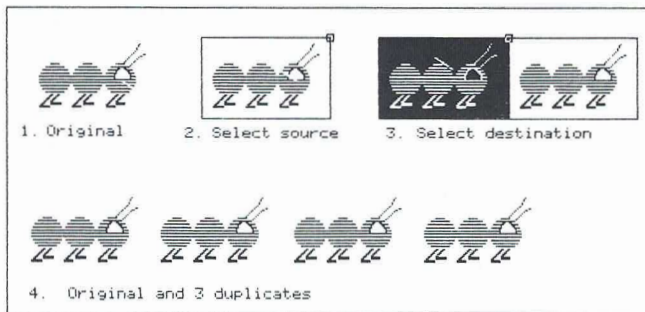 1. Original
2. Select source
3. Select destination
4. Original and 3 duplicates